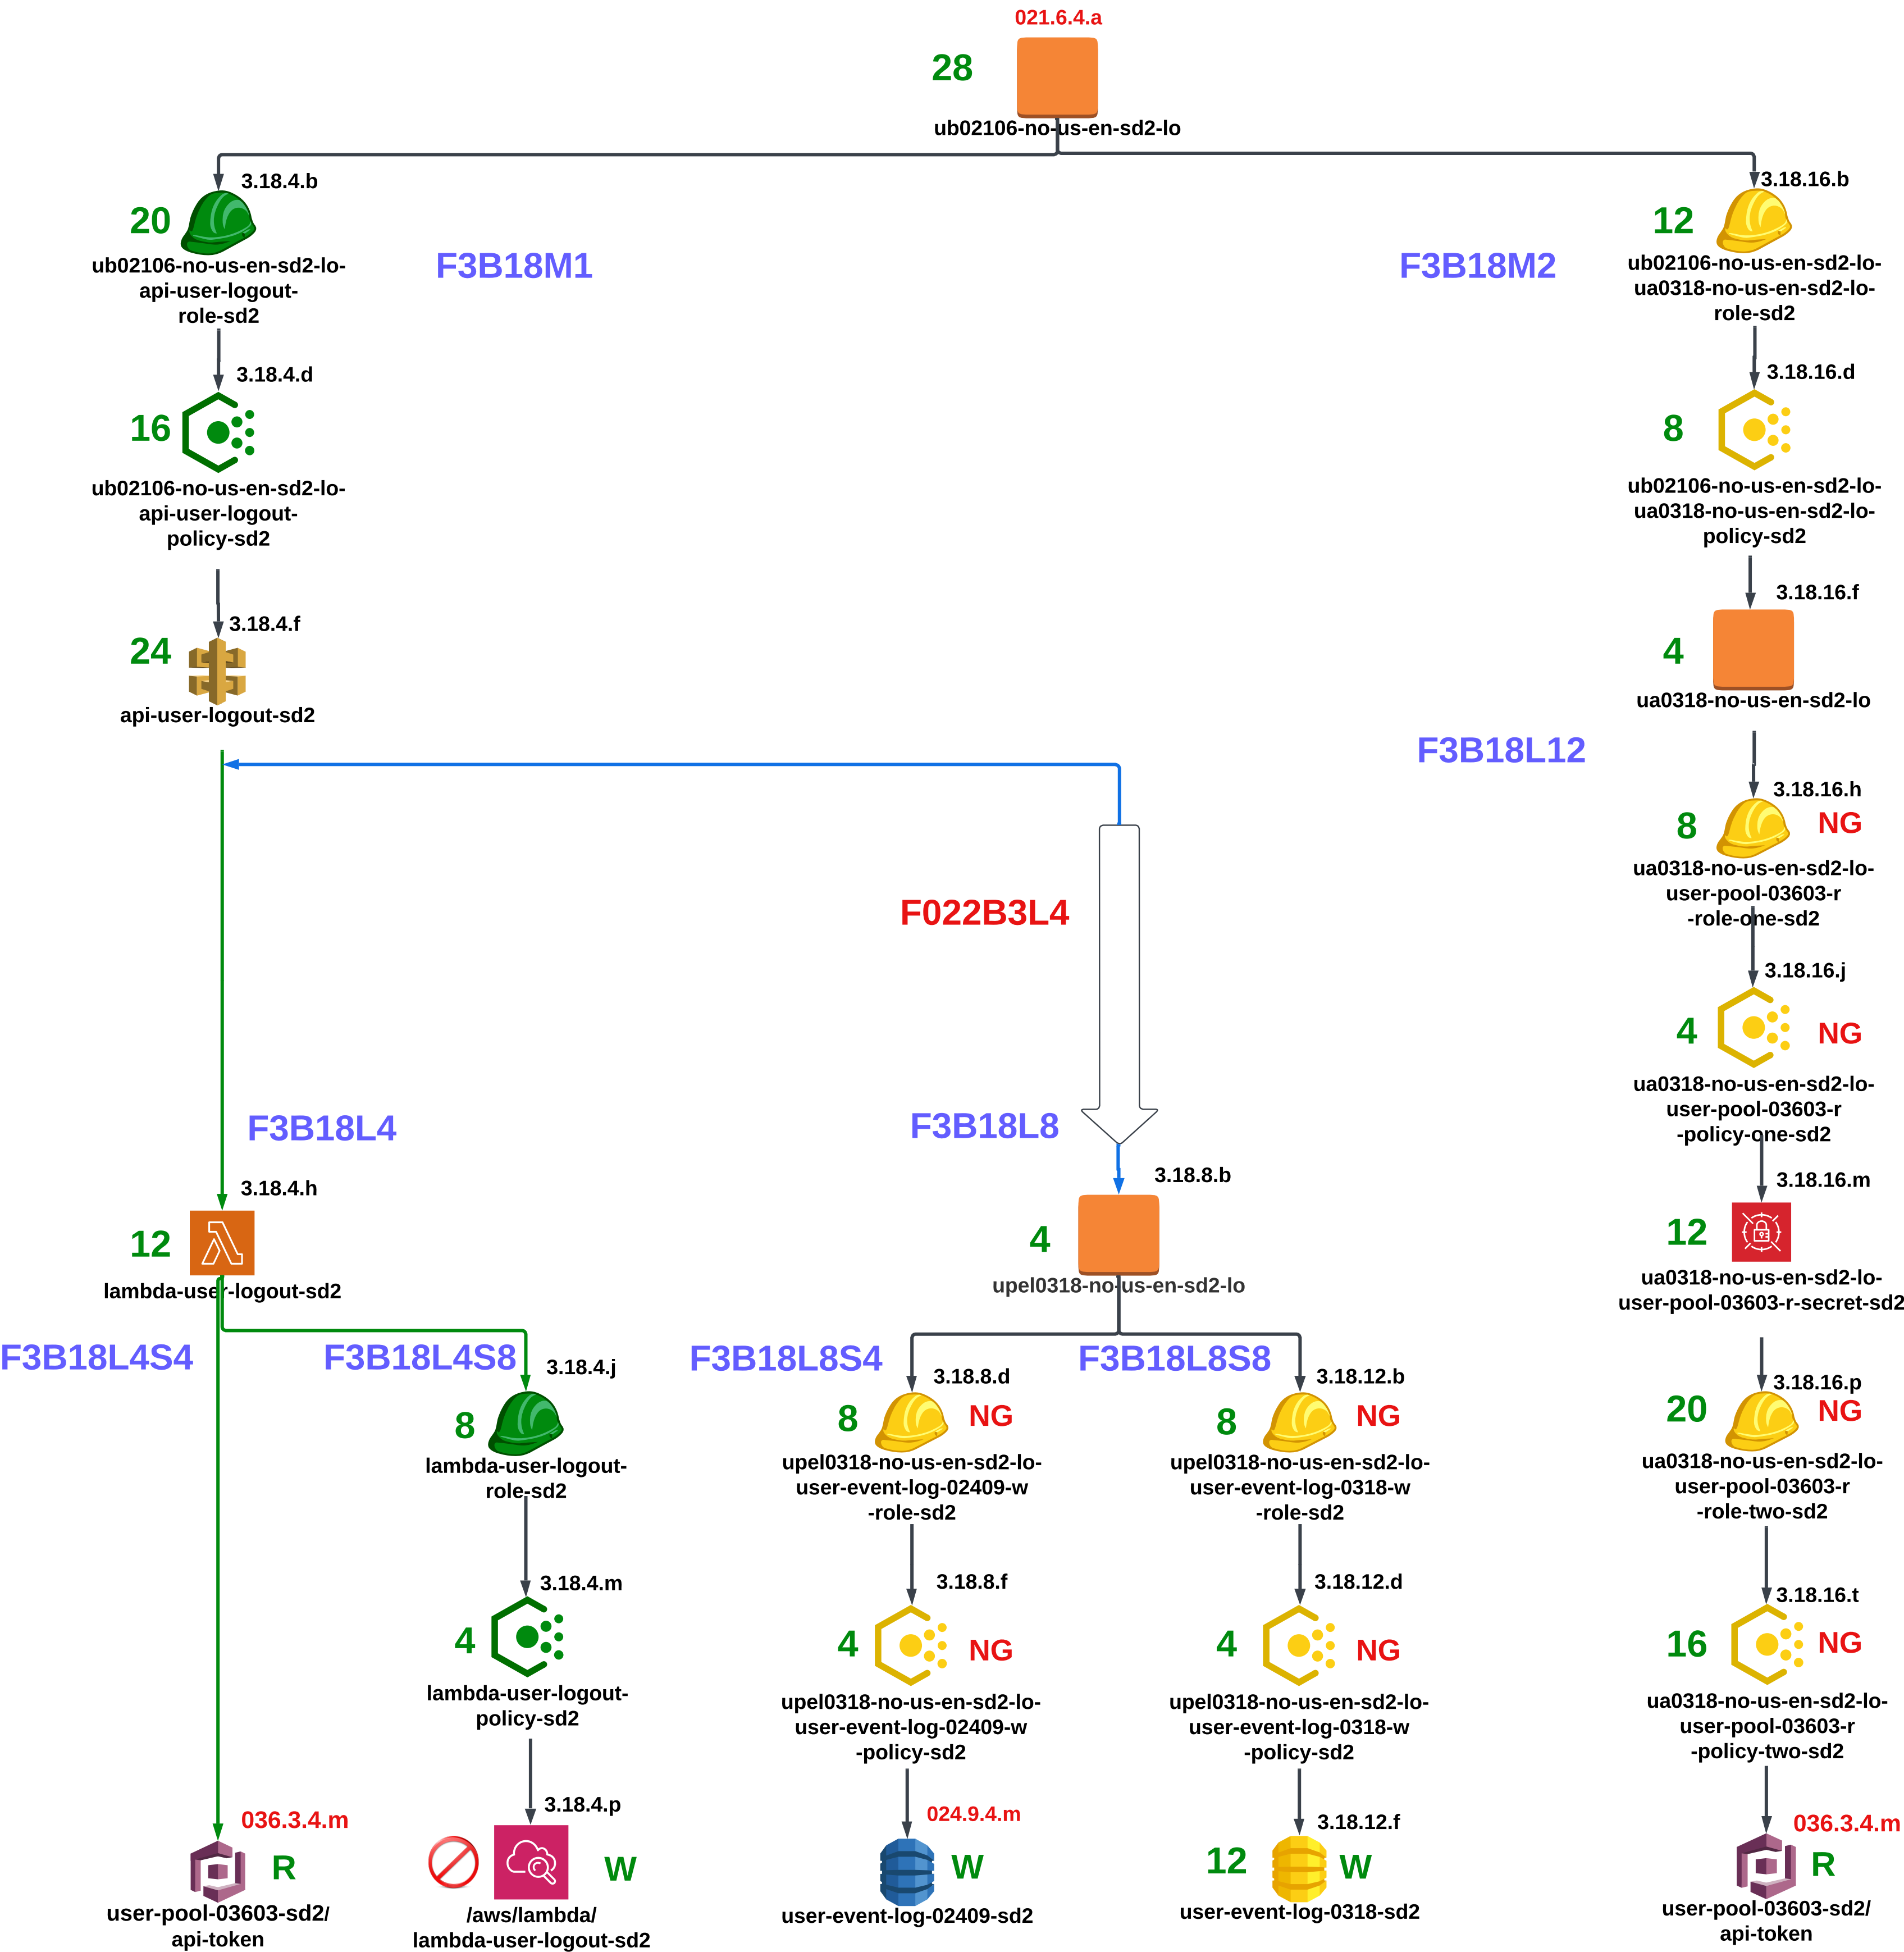 021.6.4.a
28
ub02106-no-us-en-sd2-lo
3.18.4.b
20
ub02106-no-us-en-sd2-lo-
api-user-logout-
role-sd2
F3B18M1
3.18.4.d
16
ub02106-no-us-en-sd2-lo-
api-user-logout-
policy-sd2
3.18.4.f
24
api-user-logout-sd2
F3B18M2
3.18.16.b
12
ub02106-no-us-en-sd2-lo-
ua0318-no-us-en-sd2-lo-
role-sd2
3.18.16.d
8
ub02106-no-us-en-sd2-lo-
ua0318-no-us-en-sd2-lo-
policy-sd2
3.18.16.f
4
ua0318-no-us-en-sd2-lo
F3B18L12
3.18.16.h
8
NG
ua0318-no-us-en-sd2-lo-
user-pool-03603-r
-role-one-sd2
3.18.16.j
4
NG
ua0318-no-us-en-sd2-lo-
user-pool-03603-r
-policy-one-sd2
3.18.16.m
12
ua0318-no-us-en-sd2-lo-
user-pool-03603-r-secret-sd2
3.18.16.p
20
NG
ua0318-no-us-en-sd2-lo-
user-pool-03603-r
-role-two-sd2
3.18.16.t
16
NG
ua0318-no-us-en-sd2-lo-
user-pool-03603-r
-policy-two-sd2
036.3.4.m
R
user-pool-03603-sd2/
api-token
F022B3L4
F3B18L4
3.18.4.h
12
lambda-user-logout-sd2
F3B18L4S4
036.3.4.m
R
user-pool-03603-sd2/
api-token
F3B18L4S8
3.18.4.j
8
lambda-user-logout-
role-sd2
3.18.4.m
4
lambda-user-logout-
policy-sd2
3.18.4.p
W
/aws/lambda/
lambda-user-logout-sd2
F3B18L8
3.18.8.b
4
upel0318-no-us-en-sd2-lo
F3B18L8S4
3.18.8.d
8
NG
upel0318-no-us-en-sd2-lo-
user-event-log-02409-w
-role-sd2
3.18.8.f
4
NG
upel0318-no-us-en-sd2-lo-
user-event-log-02409-w
-policy-sd2
024.9.4.m
W
user-event-log-02409-sd2
F3B18L8S8
3.18.12.b
8
NG
upel0318-no-us-en-sd2-lo-
user-event-log-0318-w
-role-sd2
3.18.12.d
4
NG
upel0318-no-us-en-sd2-lo-
user-event-log-0318-w
-policy-sd2
3.18.12.f
12
W
user-event-log-0318-sd2